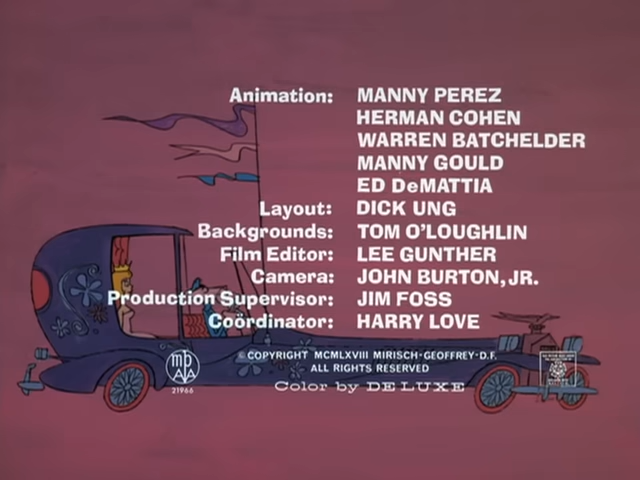 Animation: MANNY PEREZ
HERMAN COHEN
WARREN BATCHELDER
MANNY GOULD
ED DeMATTIA
Layout: DICK UNG
Backgrounds: TOM O'LOUGHLIN
Film Editor: LEE GUNTHER
Camera: JOHN BURTON, JR.
Production Supervisor: JIM FOSS
Coördinator: HARRY LOVE
© COPYRIGHT MCMLXVIII MIRISCH-GEOFFREY-D.F.
ALL RIGHTS RESERVED
Color by DE LUXE
MPAA
21966